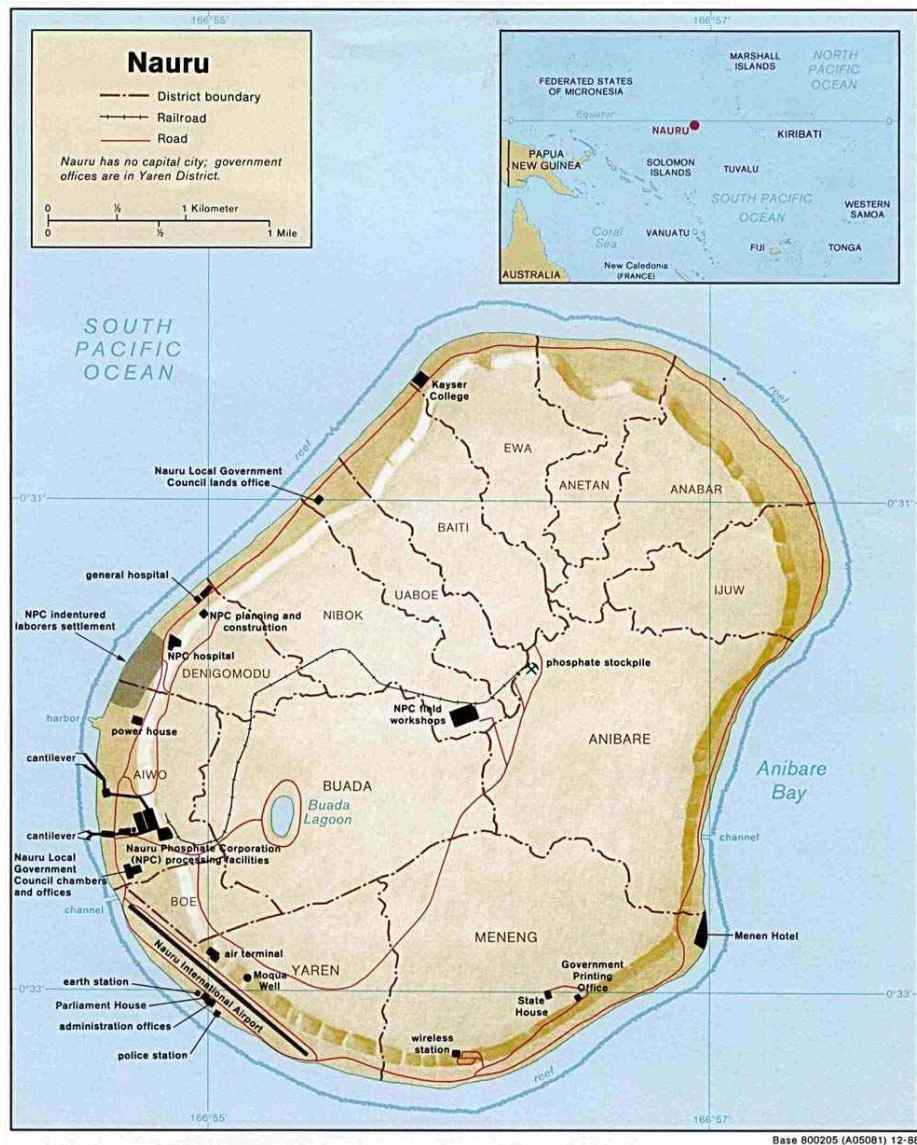 166°55'
166°57'
Nauru
District boundary
Railroad
Road
Nauru has no capital city; government
offices are in Yaren District.
0 ½ 1 Kilometer
0 ½ 1 Mile
MARSHALL
ISLANDS
NORTH
PACIFIC
OCEAN
FEDERATED STATES
OF MICRONESIA
Equator
NAURU
KIRIBATI
PAPUA
NEW GUINEA
SOLOMON
ISLANDS
TUVALU
SOUTH PACIFIC
OCEAN
WESTERN
SAMOA
Coral
Sea
VANUATU
FIJI
TONGA
New Caledonia
(FRANCE)
AUSTRALIA
SOUTH
PACIFIC
OCEAN
reef
reef
Kayser
College
EWA
ANETAN
ANABAR
Nauru Local Government
Council lands office
0°31'
0°31'
BAITI
IJUW
UABOE
general hospital
NIBOK
NPC planning and
construction
NPC indentured
laborers settlement
NPC hospital
DENIGOMODU
phosphate stockpile
harbor
power house
NPC field
workshops
ANIBARE
cantilever
AIWO
BUADA
Buada
Lagoon
Anibare
Bay
cantilever
channel
Nauru Phosphate Corporation
(NPC) processing facilities
Nauru Local
Government
Council chambers
and offices
BOE
channel
MENENG
Menen Hotel
air terminal
Nauru International Airport
YAREN
Moqua
Well
Government
Printing
Office
earth station
Parliament House
State
House
0°33'
administration offices
police station
wireless
station
reef
166°55'
166°57'
Base 800205 (A05081) 12-88